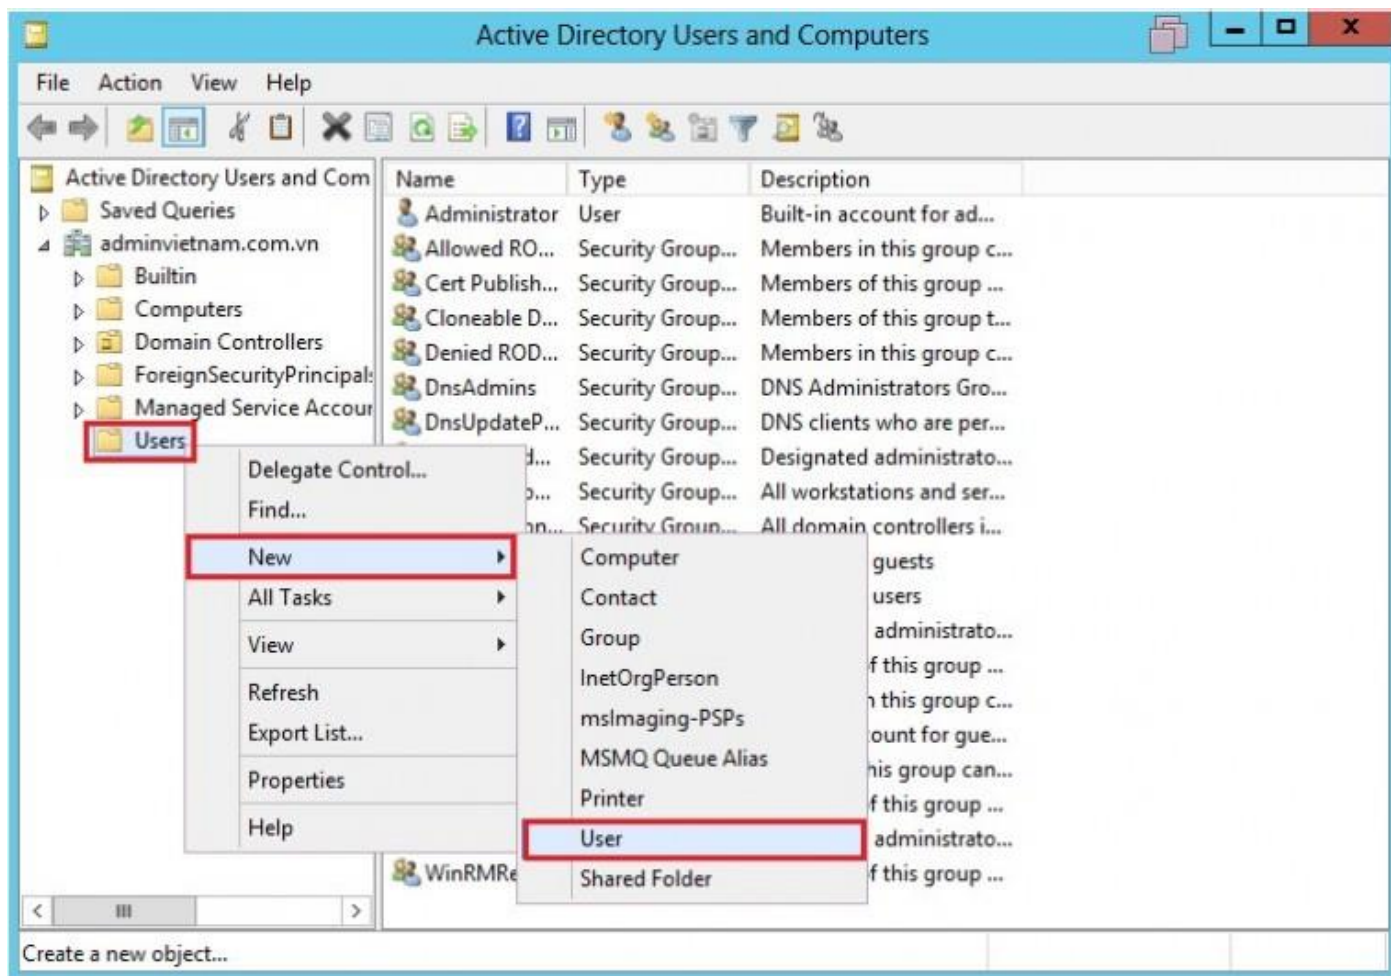 Active Directory Users and Computers
File Action View Help
Active Directory Users and Com
Saved Queries
adminvietnam.com.vn
Builtin
Computers
Domain Controllers
ForeignSecurityPrincipals
Managed Service Accour
Users
Name Type Description
Administrator User Built-in account for ad...
Allowed RO... Security Group... Members in this group c...
Cert Publish... Security Group... Members of this group ...
Cloneable D... Security Group... Members of this group t...
Denied ROD... Security Group... Members in this group c...
DnsAdmins Security Group... DNS Administrators Gro...
DnsUpdateP... Security Group... DNS clients who are per...
Security Group... Designated administrato...
Security Group... All workstations and ser...
Security Group... All domain controllers i...
guests
users
administrato...
f this group ...
this group c...
ount for gue...
his group can...
f this group ...
administrato...
WinRMRe f this group ...
Delegate Control...
Find...
New
All Tasks
View
Refresh
Export List...
Properties
Help
Computer
Contact
Group
InetOrgPerson
msImaging-PSPs
MSMQ Queue Alias
Printer
User
Shared Folder
Create a new object...